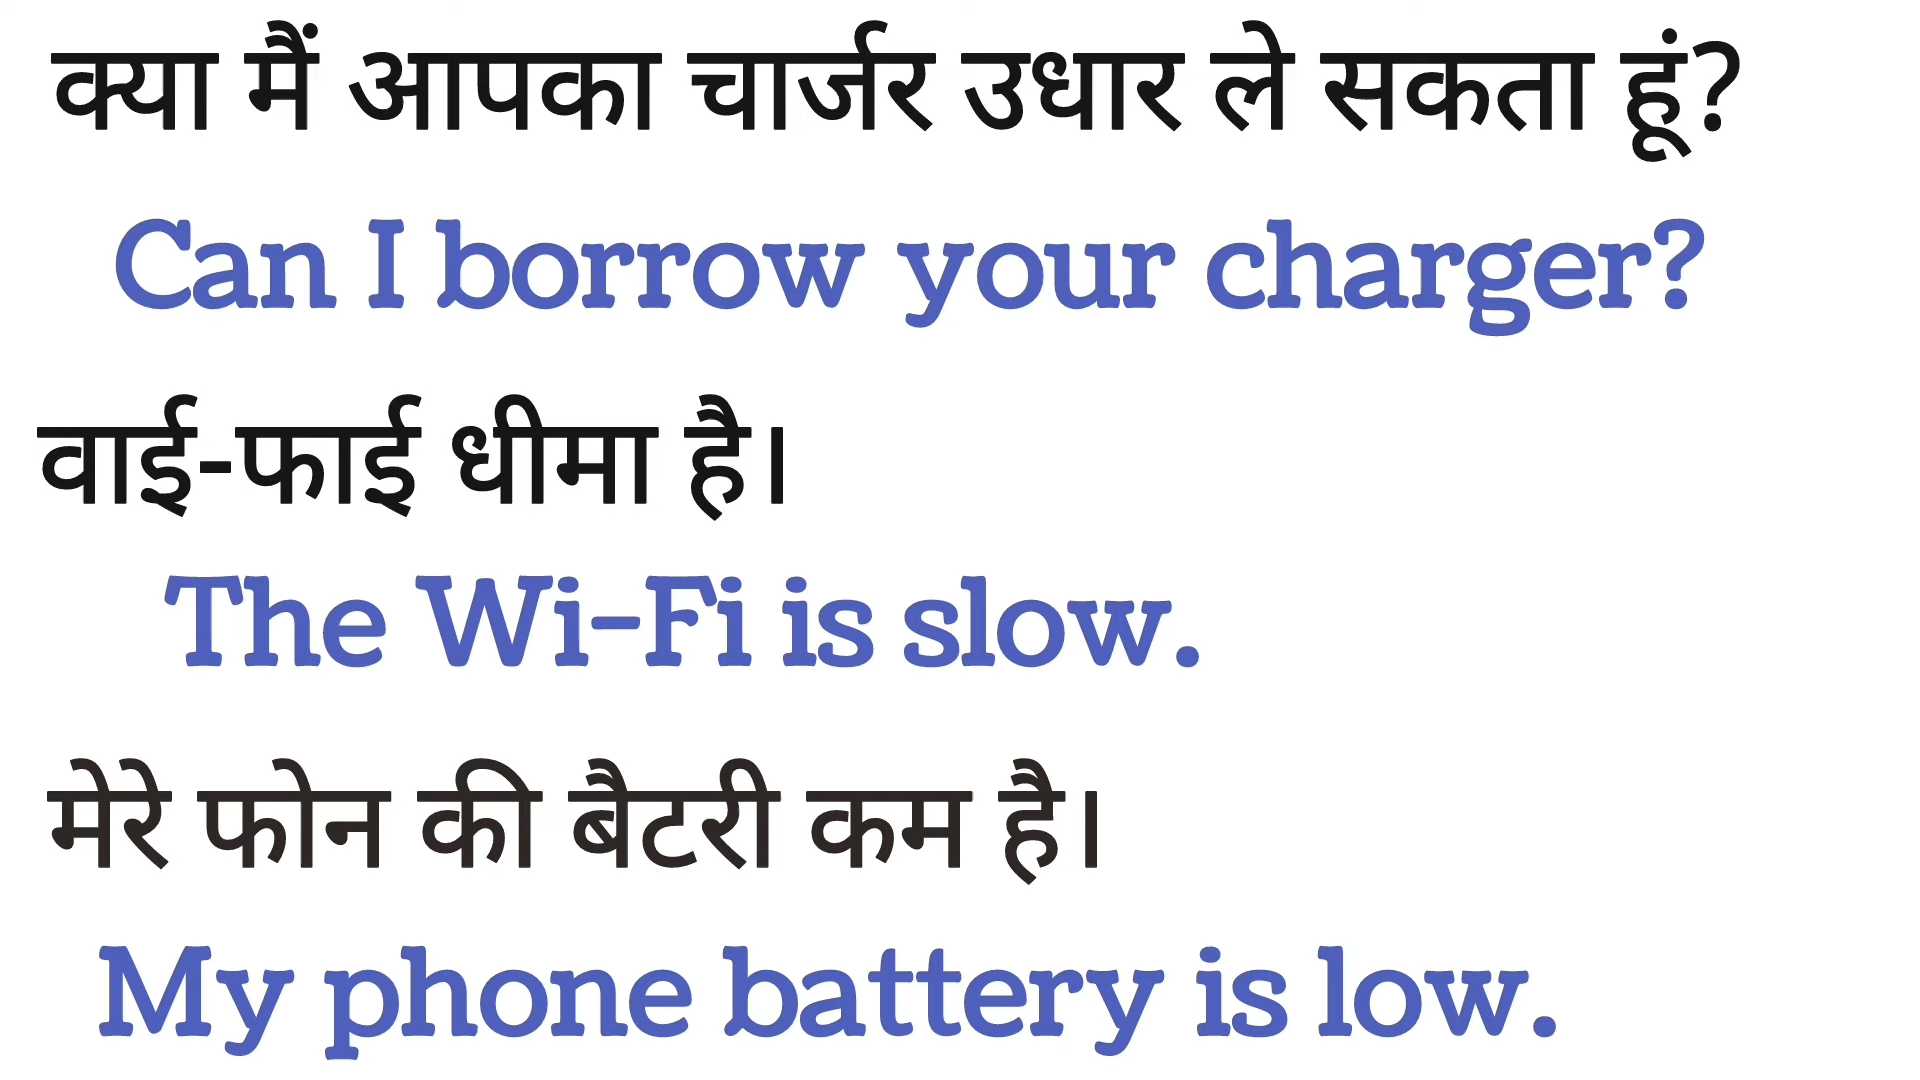 क्या मैं आपका चार्जर उधार ले सकता हूं?
Can I borrow your charger?
वाई-फाई धीमा है।
The Wi-Fi is slow.
मेरे फोन की बैटरी कम है।
My phone battery is low.